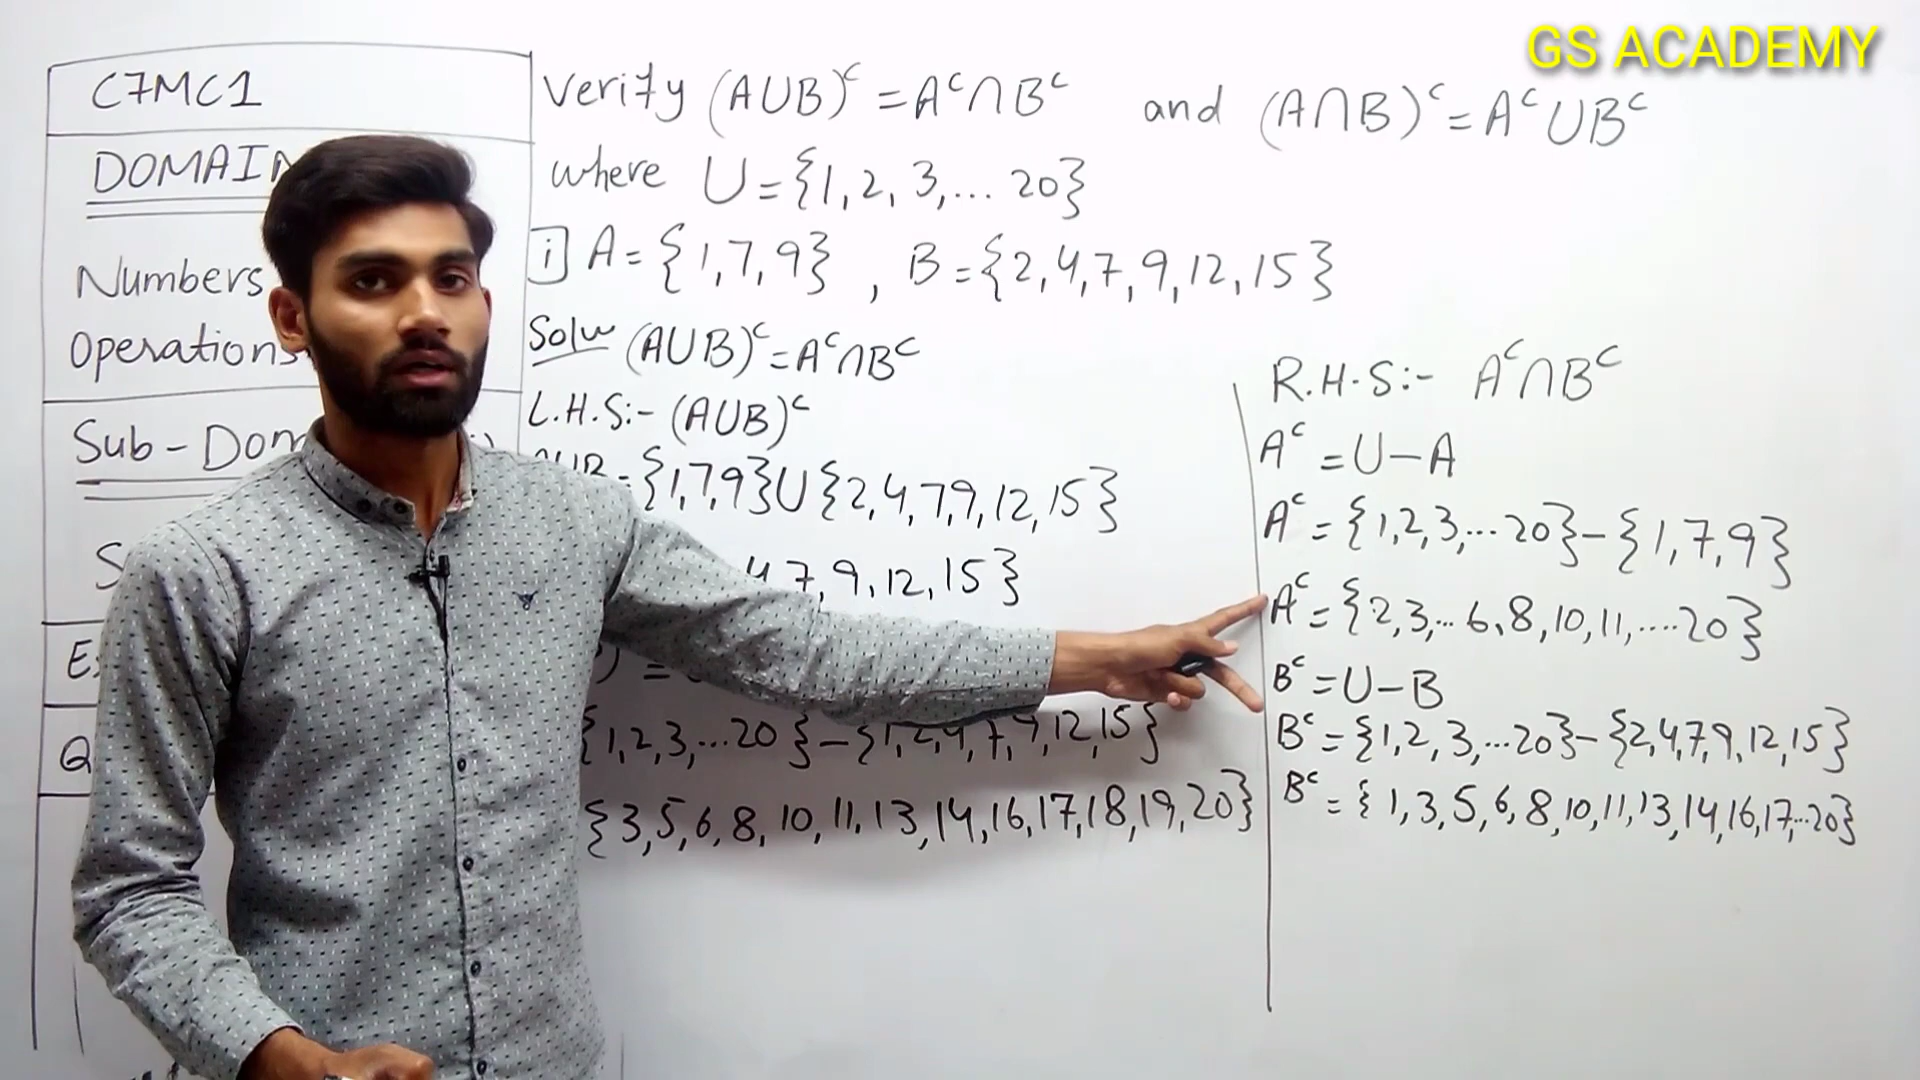 GS ACADEMY
C7MC1
DOMAIN
Numbers
Operations
Sub-Dom
Verify (A∪B)ᶜ = Aᶜ∩Bᶜ and (A∩B)ᶜ = Aᶜ∪Bᶜ
where U = {1, 2, 3, ... 20}
i] A = {1, 7, 9} , B = {2, 4, 7, 9, 12, 15}
Solu (A∪B)ᶜ = Aᶜ∩Bᶜ
L.H.S:- (A∪B)ᶜ
A∪B = {1,7,9} ∪ {2,4,7,9,12,15}
4, 7, 9, 12, 15}
{1,2,3,...20} - {1,2,4,7,9,12,15}
{3,5,6,8,10,11,13,14,16,17,18,19,20}
R.H.S:- Aᶜ∩Bᶜ
Aᶜ = U - A
Aᶜ = {1,2,3,...20} - {1,7,9}
Aᶜ = {2,3,...6,8,10,11,....20}
Bᶜ = U - B
Bᶜ = {1,2,3,...20} - {2,4,7,9,12,15}
Bᶜ = {1,3,5,6,8,10,11,13,14,16,17,...20}